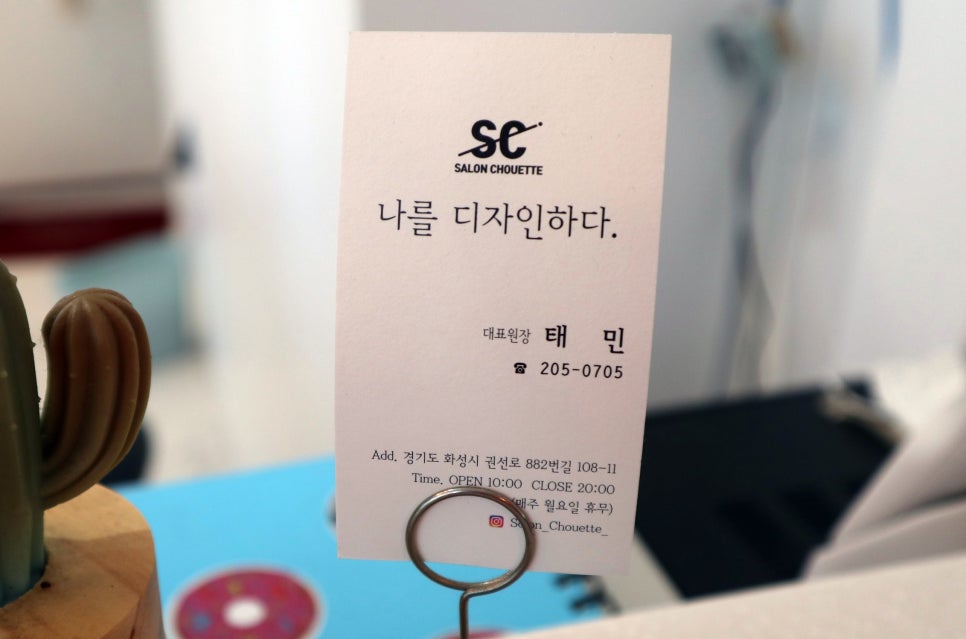 SC
SALON CHOUETTE
나를 디자인하다.
대표원장 태 민
☎ 205-0705
Add. 경기도 화성시 권선로 882번길 108-11
Time. OPEN 10:00 CLOSE 20:00
(매주 월요일 휴무)
Salon_Chouette_